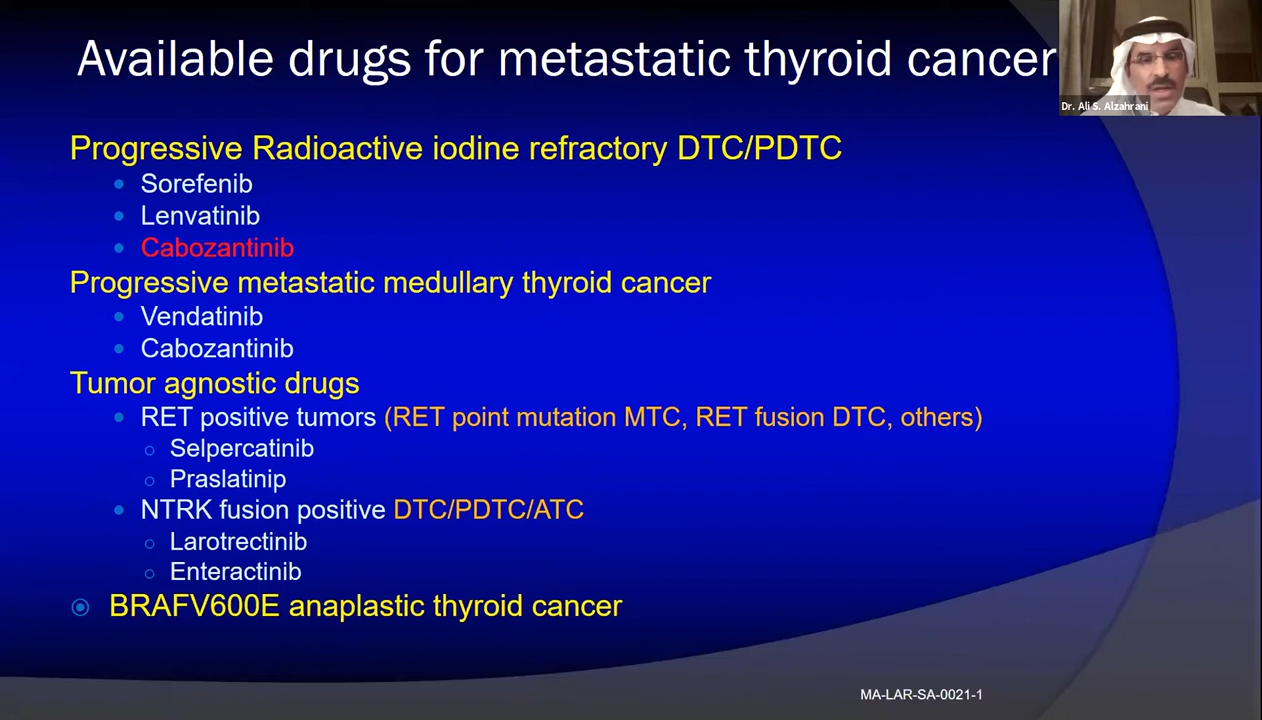 Available drugs for metastatic thyroid cancer
Dr. Ali S. Alzahrani
Progressive Radioactive iodine refractory DTC/PDTC
Sorefenib
Lenvatinib
Cabozantinib
Progressive metastatic medullary thyroid cancer
Vendatinib
Cabozantinib
Tumor agnostic drugs
RET positive tumors (RET point mutation MTC, RET fusion DTC, others)
Selpercatinib
Praslatinip
NTRK fusion positive DTC/PDTC/ATC
Larotrectinib
Enteractinib
BRAFV600E anaplastic thyroid cancer
MA-LAR-SA-0021-1